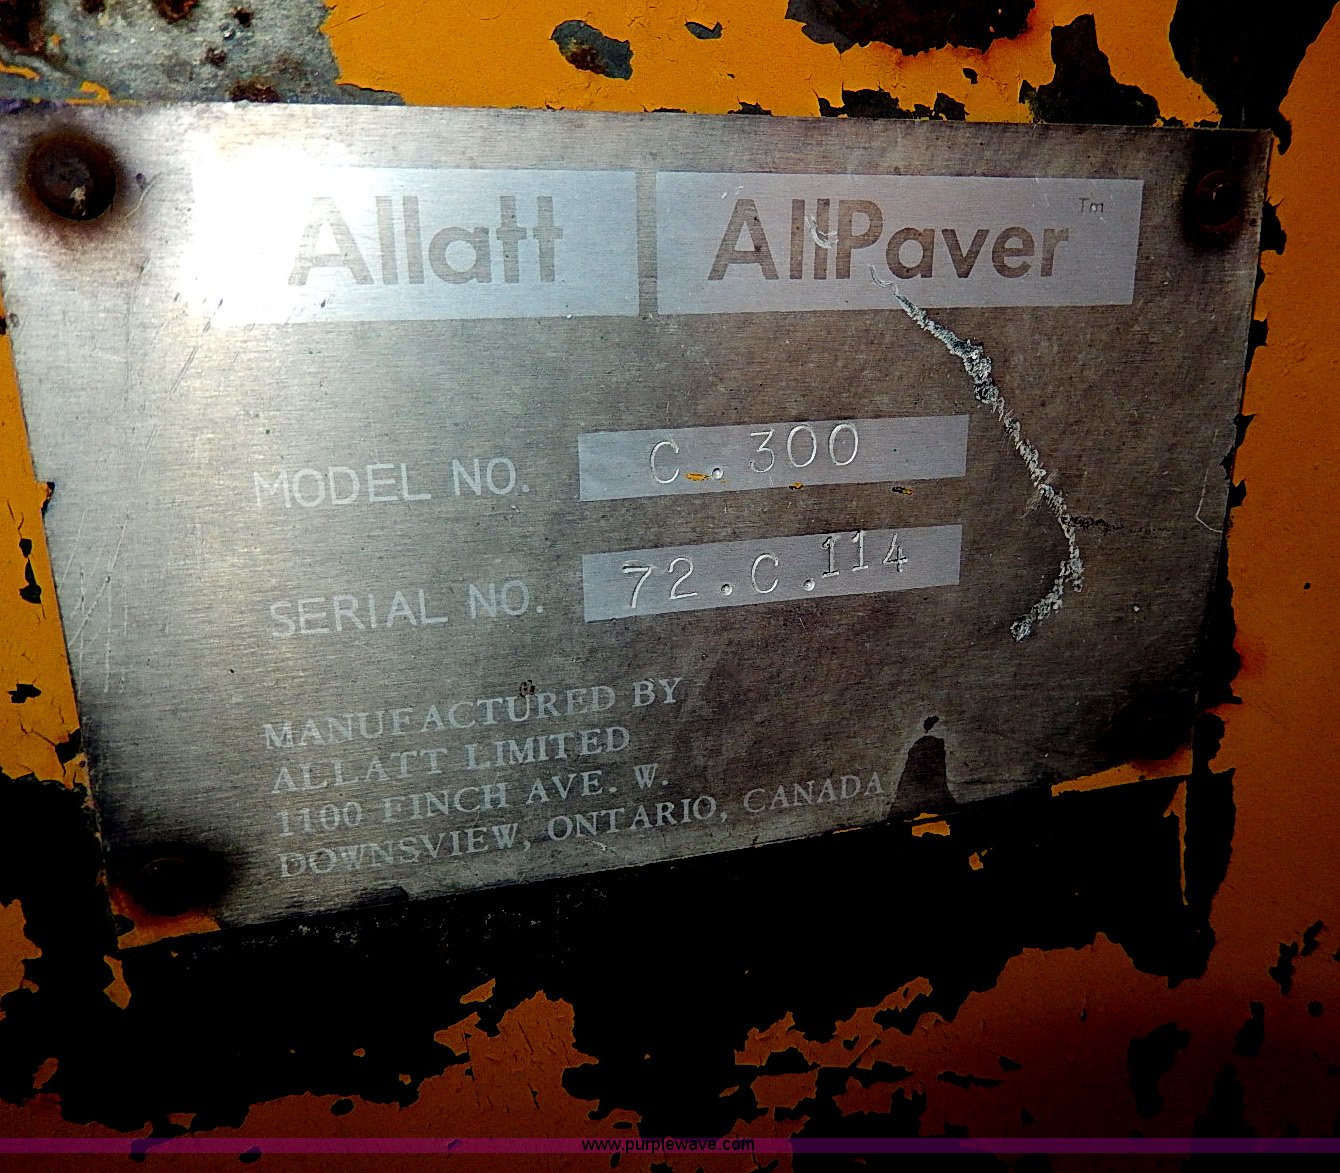 Allatt AllPaver ™
MODEL NO. C.300
SERIAL NO. 72.C.114
MANUFACTURED BY
ALLATT LIMITED
1100 FINCH AVE. W.
DOWNSVIEW, ONTARIO, CANADA
www.purplewave.com